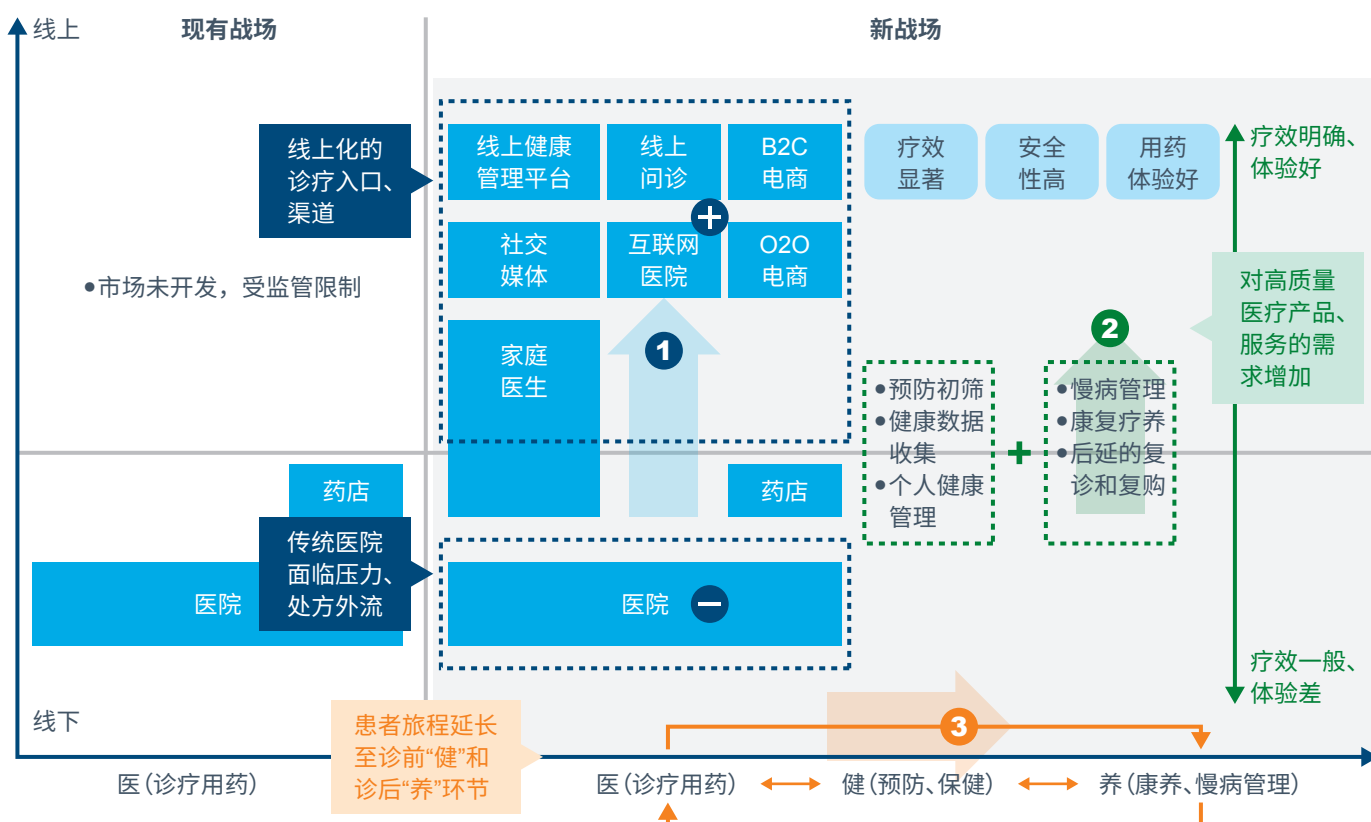 线上
现有战场
新战场
线上化的
诊疗入口、
渠道
线上健康
管理平台
线上
问诊
B2C
电商
疗效
显著
安全
性高
用药
体验好
疗效明确、
体验好
社交
媒体
互联网
医院
O2O
电商
●市场未开发，受监管限制
对高质量
医疗产品、
服务的需
求增加
家庭
医生
1
2
●预防初筛
●健康数据
收集
●个人健康
管理
+
●慢病管理
●康复疗养
●后延的复
诊和复购
药店
药店
传统医院
面临压力、
处方外流
医院
医院
疗效一般、
体验差
线下
患者旅程延长
至诊前“健”和
诊后“养”环节
3
医（诊疗用药）
医（诊疗用药）
健（预防、保健）
养（康养、慢病管理）